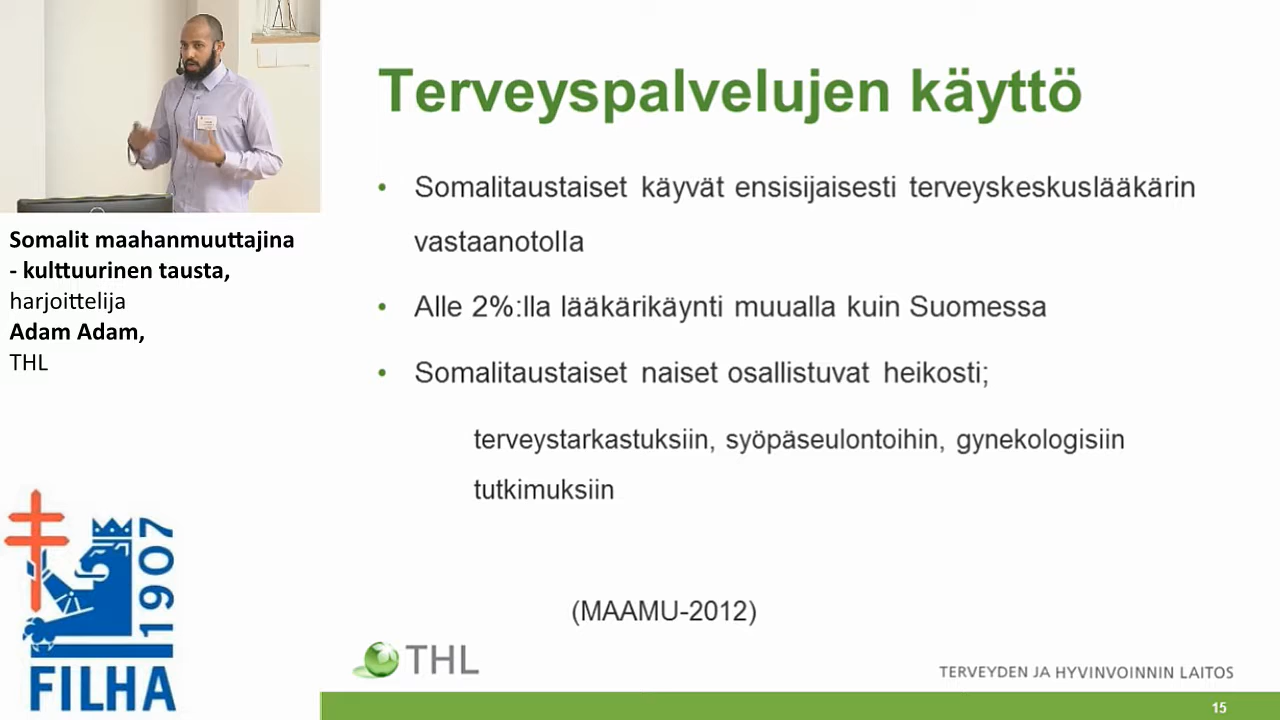 Somalit maahanmuuttajina
- kulttuurinen tausta,
harjoittelija
Adam Adam,
THL
1907
FILHA
Terveyspalvelujen käyttö
• Somalitaustaiset käyvät ensisijaisesti terveyskeskuslääkärin
vastaanotolla
• Alle 2%:lla lääkärikäynti muualla kuin Suomessa
• Somalitaustaiset naiset osallistuvat heikosti;
terveystarkastuksiin, syöpäseulontoihin, gynekologisiin
tutkimuksiin
(MAAMU-2012)
THL
TERVEYDEN JA HYVINVOINNIN LAITOS
15